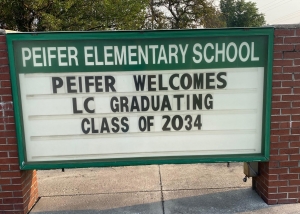 PEIFER ELEMENTARY SCHOOL
PEIFER WELCOMES
LC GRADUATING
CLASS OF 2034